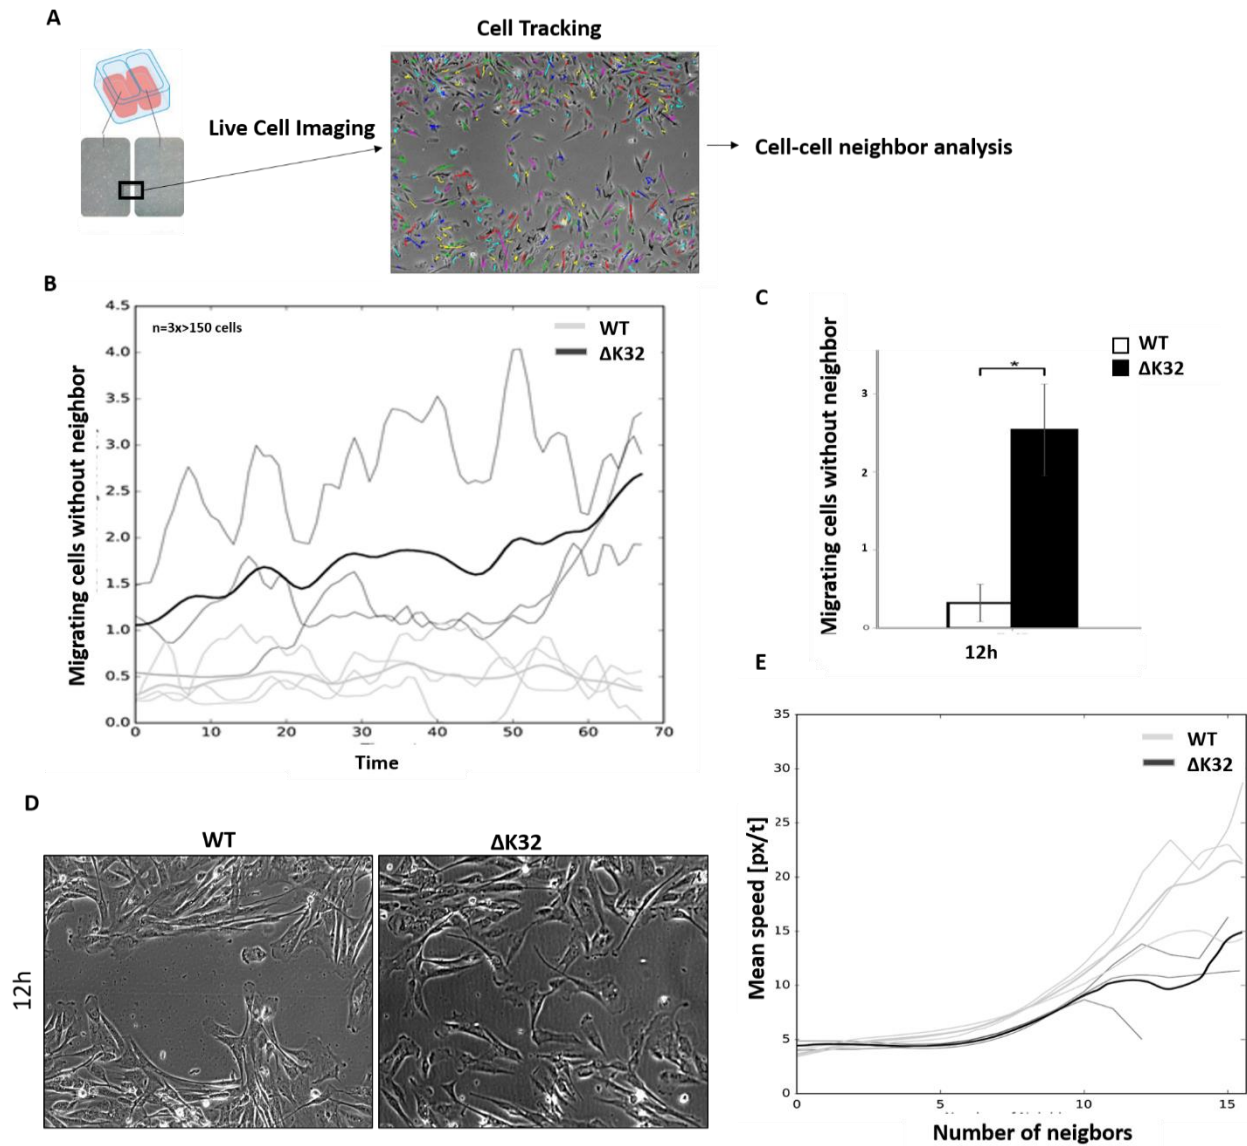 A
Cell Tracking
Live Cell Imaging
Cell-cell neighbor analysis
B
4.5
4.0
3.5
3.0
2.5
2.0
1.5
1.0
0.5
0.0
n=3x>150 cells
WT
ΔK32
Migrating cells without neighbor
0 10 20 30 40 50 60 70
Time
C
WT
ΔK32
*
3
2
1
0
Migrating cells without neighbor
12h
D
WT
ΔK32
12h
E
35
30
25
20
15
10
5
0
WT
ΔK32
Mean speed [px/t]
0 5 10 15
Number of neigbors